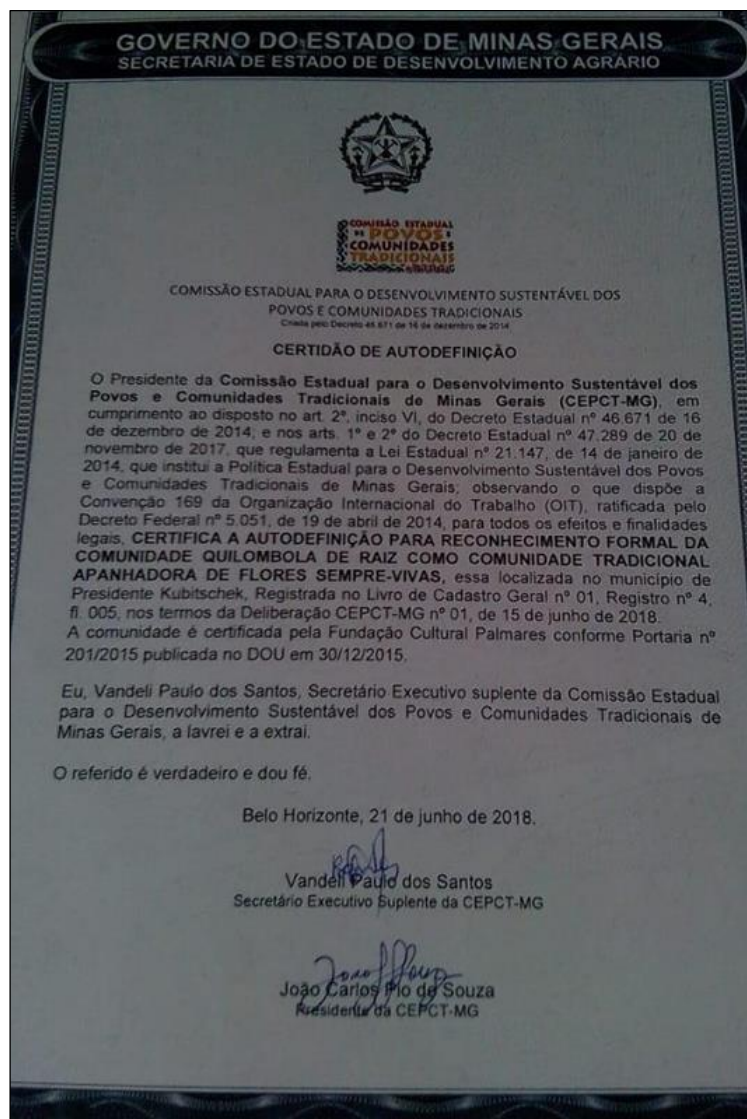 GOVERNO DO ESTADO DE MINAS GERAIS
SECRETARIA DE ESTADO DE DESENVOLVIMENTO AGRÁRIO
COMISSÃO ESTADUAL
DE POVOS E
COMUNIDADES
TRADICIONAIS
COMISSÃO ESTADUAL PARA O DESENVOLVIMENTO SUSTENTÁVEL DOS
POVOS E COMUNIDADES TRADICIONAIS
Criada pelo Decreto 46.671 de 16 de dezembro de 2014
CERTIDÃO DE AUTODEFINIÇÃO
O Presidente da Comissão Estadual para o Desenvolvimento Sustentável dos
Povos e Comunidades Tradicionais de Minas Gerais (CEPCT-MG), em
cumprimento ao disposto no art. 2º, inciso VI, do Decreto Estadual nº 46.671 de 16
de dezembro de 2014; e nos arts. 1º e 2º do Decreto Estadual nº 47.289 de 20 de
novembro de 2017, que regulamenta a Lei Estadual nº 21.147, de 14 de janeiro de
2014, que institui a Política Estadual para o Desenvolvimento Sustentável dos Povos
e Comunidades Tradicionais de Minas Gerais; observando o que dispõe a
Convenção 169 da Organização Internacional do Trabalho (OIT), ratificada pelo
Decreto Federal nº 5.051, de 19 de abril de 2014, para todos os efeitos e finalidades
legais, CERTIFICA A AUTODEFINIÇÃO PARA RECONHECIMENTO FORMAL DA
COMUNIDADE QUILOMBOLA DE RAIZ COMO COMUNIDADE TRADICIONAL
APANHADORA DE FLORES SEMPRE-VIVAS, essa localizada no município de
Presidente Kubitschek, Registrada no Livro de Cadastro Geral nº 01, Registro nº 4,
fl. 005, nos termos da Deliberação CEPCT-MG nº 01, de 15 de junho de 2018.
A comunidade é certificada pela Fundação Cultural Palmares conforme Portaria nº
201/2015 publicada no DOU em 30/12/2015.
Eu, Vandeli Paulo dos Santos, Secretário Executivo suplente da Comissão Estadual
para o Desenvolvimento Sustentável dos Povos e Comunidades Tradicionais de
Minas Gerais, a lavrei e a extrai.
O referido é verdadeiro e dou fé.
Belo Horizonte, 21 de junho de 2018.
Vandeli Paulo dos Santos
Secretário Executivo Suplente da CEPCT-MG
João Carlos Pio de Souza
Presidente da CEPCT-MG